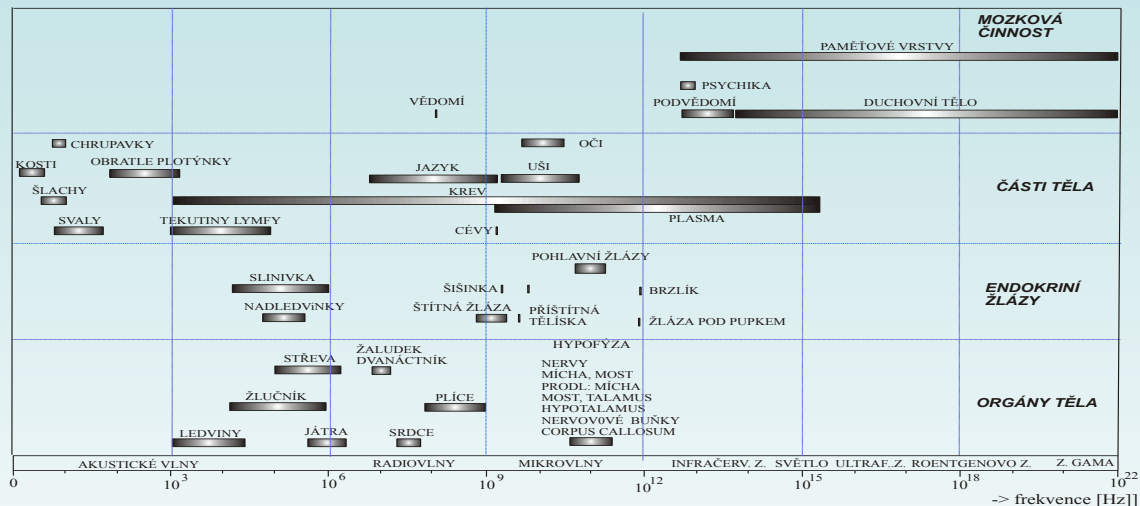 MOZKOVÁ
ČINNOST
PAMĚŤOVÉ VRSTVY
PSYCHIKA
VĚDOMÍ
PODVĚDOMÍ DUCHOVNÍ TĚLO
CHRUPAVKY OČI
KOSTI OBRATLE PLOTÝNKY JAZYK UŠI
ČÁSTI TĚLA
ŠLACHY KREV
SVALY TEKUTINY LYMFY CÉVY PLASMA
POHLAVNÍ ŽLÁZY
SLINIVKA ŠIŠINKA BRZLÍK
ENDOKRINÍ
ŽLÁZY
NADLEDViNKY ŠTÍTNÁ ŽLÁZA PŘÍŠTÍTNÁ
TĚLÍSKA ŽLÁZA POD PUPKEM
HYPOFÝZA
STŘEVA ŽALUDEK
DVANÁCTNÍK
NERVY
MÍCHA, MOST
PRODL: MÍCHA
MOST, TALAMUS
HYPOTALAMUS
NERVOV0VÉ BUŇKY
CORPUS CALLOSUM
ŽLUČNÍK PLÍCE
ORGÁNY TĚLA
LEDVINY JÁTRA SRDCE
AKUSTICKÉ VLNY RADIOVLNY MIKROVLNY INFRAČERV. Z. SVĚTLO ULTRAF..Z. ROENTGENOVO Z. Z. GAMA
0 10³ 10⁶ 10⁹ 10¹² 10¹⁵ 10¹⁸ 10²²
-> frekvence [Hz]]